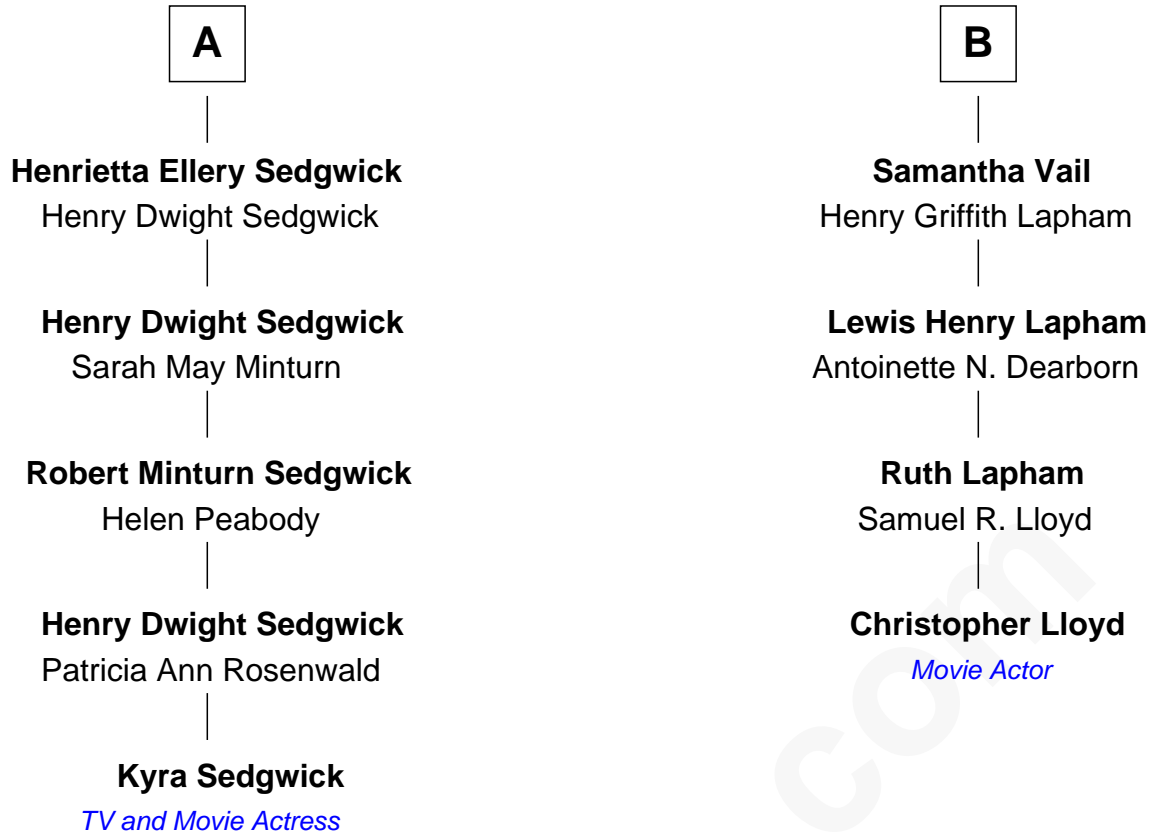 A
Henrietta Ellery Sedgwick
Henry Dwight Sedgwick
Henry Dwight Sedgwick
Sarah May Minturn
Robert Minturn Sedgwick
Helen Peabody
Henry Dwight Sedgwick
Patricia Ann Rosenwald
Kyra Sedgwick
TV and Movie Actress
B
Samantha Vail
Henry Griffith Lapham
Lewis Henry Lapham
Antoinette N. Dearborn
Ruth Lapham
Samuel R. Lloyd
Christopher Lloyd
Movie Actor
com